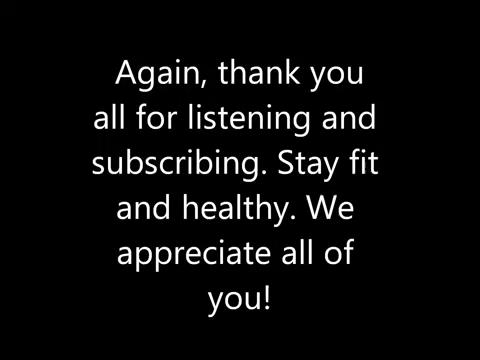 Again, thank you
all for listening and
subscribing. Stay fit
and healthy. We
appreciate all of
you!